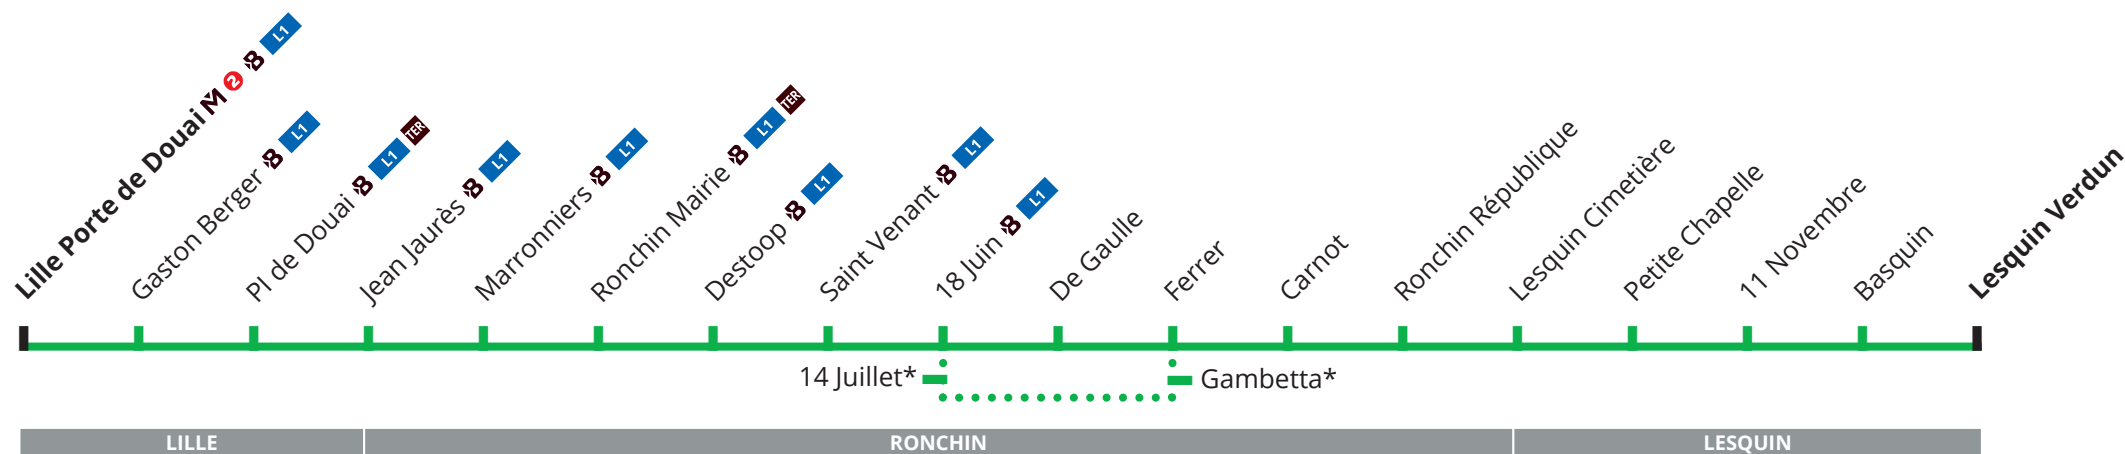 Lille Porte de Douai M 2 B L1
Gaston Berger B L1
Pl de Douai B L1 TER
Jean Jaurès B L1
Marronniers B L1
Ronchin Mairie B L1 TER
Destoop B L1
Saint Venant B L1
18 Juin B L1
De Gaulle
Ferrer
Carnot
Ronchin République
Lesquin Cimetière
Petite Chapelle
11 Novembre
Basquin
Lesquin Verdun
14 Juillet*
Gambetta*
LILLE
RONCHIN
LESQUIN